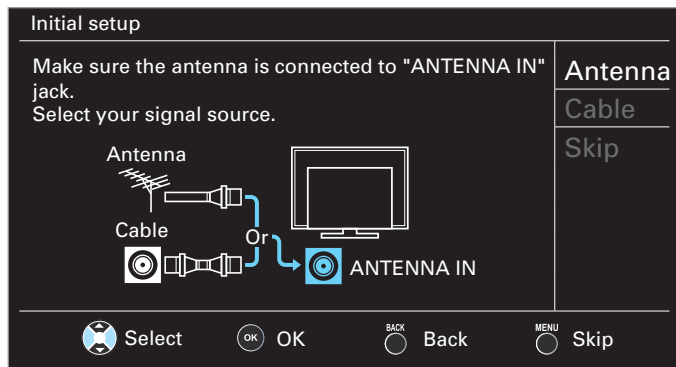 Initial setup
Make sure the antenna is connected to "ANTENNA IN"
jack.
Select your signal source.
Antenna
Cable
Skip
Antenna
Cable
Or
ANTENNA IN
Select
OK
OK
BACK
Back
MENU
Skip